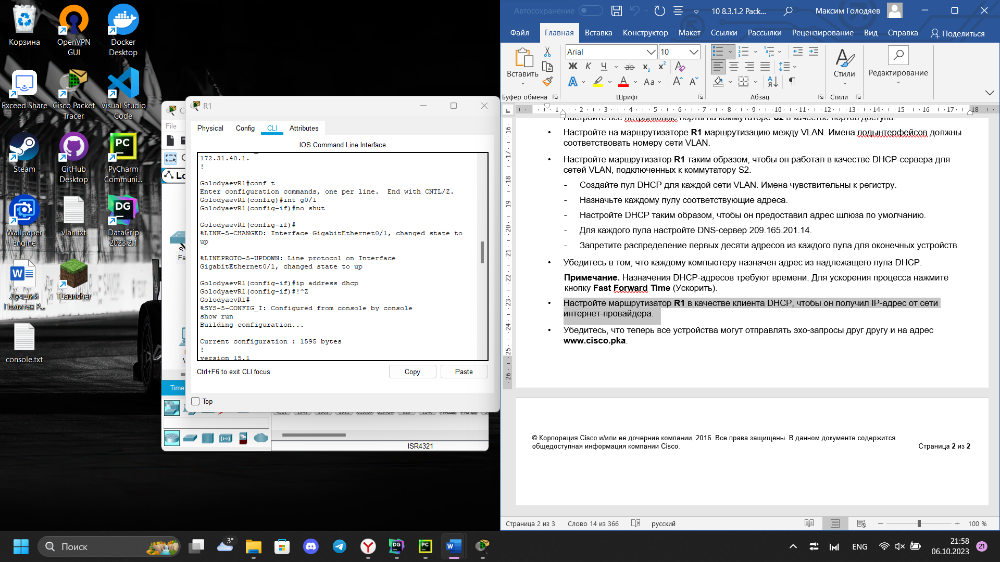 Корзина
OpenVPN GUI
Docker Desktop
Exceed Share
Cisco Packet Tracer
Visual Studio Code
Steam
GitHub Desktop
PyCharm Communi...
Wallpaper Engine
vlan.txt
DataGrip 2023.2.1
Лучший Политех Р...
TLauncher
console.txt
File
Time
ISR4321
R1
Physical
Config
CLI
Attributes
IOS Command Line Interface
172.31.40.1.
!
GolodyaevR1#conf t
Enter configuration commands, one per line.  End with CNTL/Z.
GolodyaevR1(config)#int g0/1
GolodyaevR1(config-if)#no shut
GolodyaevR1(config-if)#
%LINK-5-CHANGED: Interface GigabitEthernet0/1, changed state to
up
%LINEPROTO-5-UPDOWN: Line protocol on Interface
GigabitEthernet0/1, changed state to up
GolodyaevR1(config-if)#ip address dhcp
GolodyaevR1(config-if)#!^Z
GolodyaevR1#
%SYS-5-CONFIG_I: Configured from console by console
show run
Building configuration...
Current configuration : 1595 bytes
!
version 15.1
Ctrl+F6 to exit CLI focus
Copy
Paste
Top
Автосохранение
10 8.3.1.2 Pack...
Максим Голодяев
Файл
Главная
Вставка
Конструктор
Макет
Ссылки
Рассылки
Рецензирование
Вид
Справка
Поделиться
Вставить
Arial
10
Стили
Редактирование
Буфер обмена
Шрифт
Абзац
Стили
Настройте все нетранковые порты на коммутаторе S2 в качестве портов доступа.
• Настройте на маршрутизаторе R1 маршрутизацию между VLAN. Имена подынтерфейсов должны
соответствовать номеру сети VLAN.
• Настройте маршрутизатор R1 таким образом, чтобы он работал в качестве DHCP-сервера для
сетей VLAN, подключенных к коммутатору S2.
- Создайте пул DHCP для каждой сети VLAN. Имена чувствительны к регистру.
- Назначьте каждому пулу соответствующие адреса.
- Настройте DHCP таким образом, чтобы он предоставил адрес шлюза по умолчанию.
- Для каждого пула настройте DNS-сервер 209.165.201.14.
- Запретите распределение первых десяти адресов из каждого пула для оконечных устройств.
• Убедитесь в том, что каждому компьютеру назначен адрес из надлежащего пула DHCP.
Примечание. Назначения DHCP-адресов требуют времени. Для ускорения процесса нажмите
кнопку Fast Forward Time (Ускорить).
• Настройте маршрутизатор R1 в качестве клиента DHCP, чтобы он получил IP-адрес от сети
интернет-провайдера.
• Убедитесь, что теперь все устройства могут отправлять эхо-запросы друг другу и на адрес
www.cisco.pka.
© Корпорация Cisco и/или ее дочерние компании, 2016. Все права защищены. В данном документе содержится
общедоступная информация компании Cisco.
Страница 2 из 2
Страница 2 из 3
Слово 14 из 366
русский
100 %
Поиск
3°
ENG
21:58
06.10.2023
21